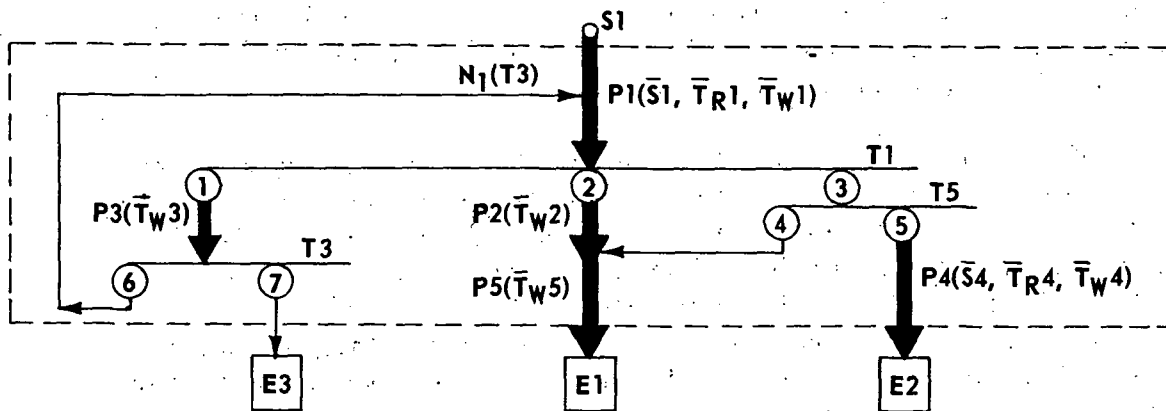 S1
N₁(T3)
P1(S̄1, T̄R1, T̄W1)
T1
1
2
3
P3(T̄W3)
P2(T̄W2)
T5
4
5
T3
6
7
P5(T̄W5)
P4(S̄4, T̄R4, T̄W4)
E3
E1
E2